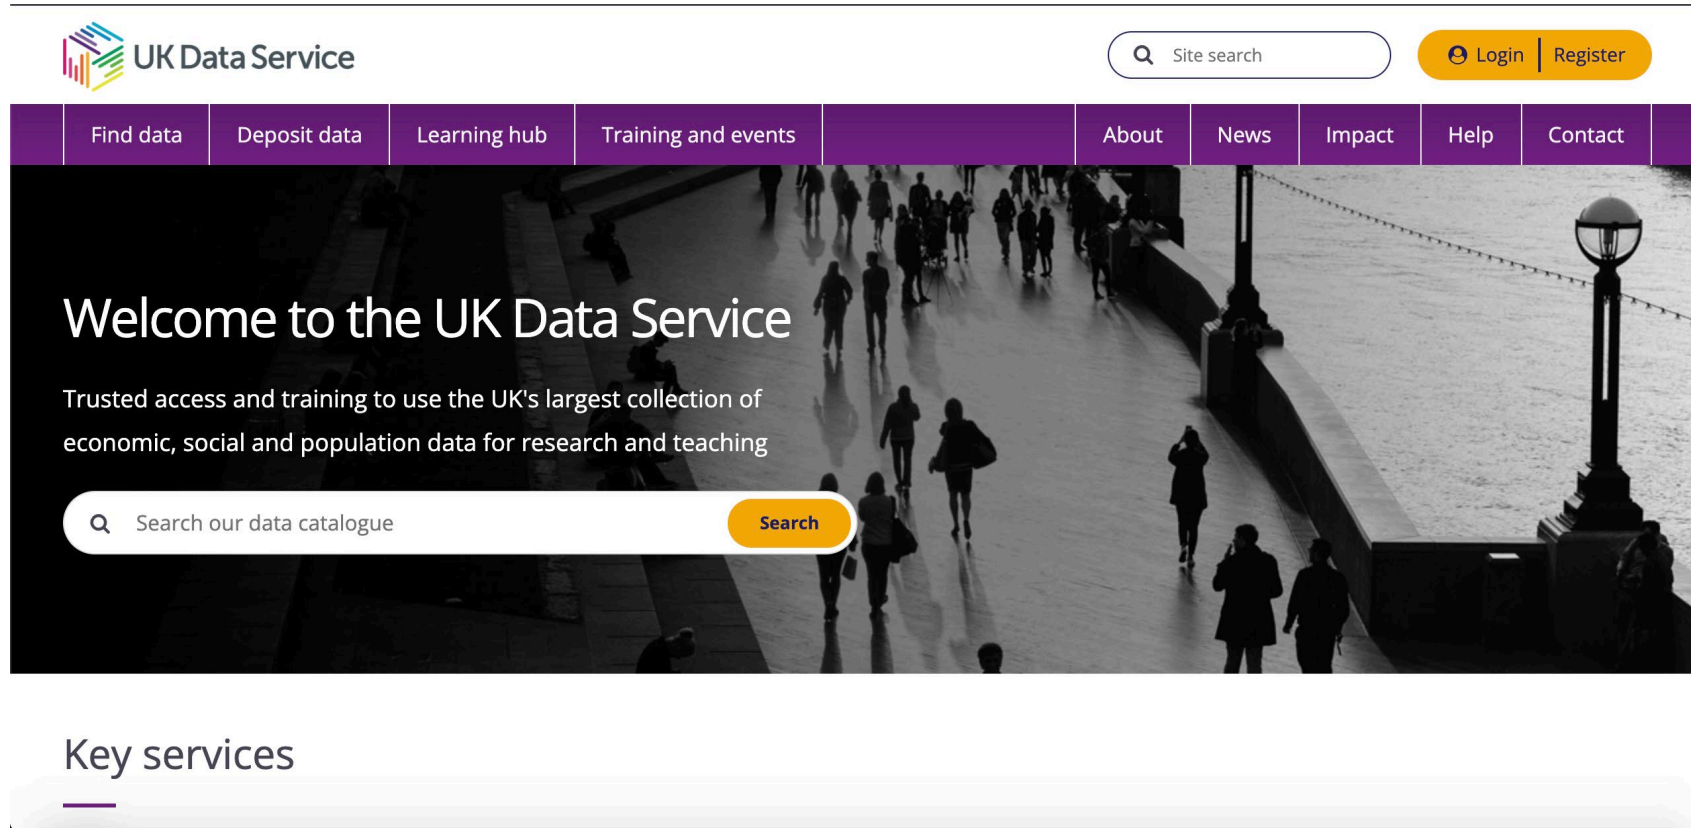 UK Data Service
Site search
Login | Register
Find data
Deposit data
Learning hub
Training and events
About
News
Impact
Help
Contact
Welcome to the UK Data Service
Trusted access and training to use the UK's largest collection of
economic, social and population data for research and teaching
Search our data catalogue
Search
Key services